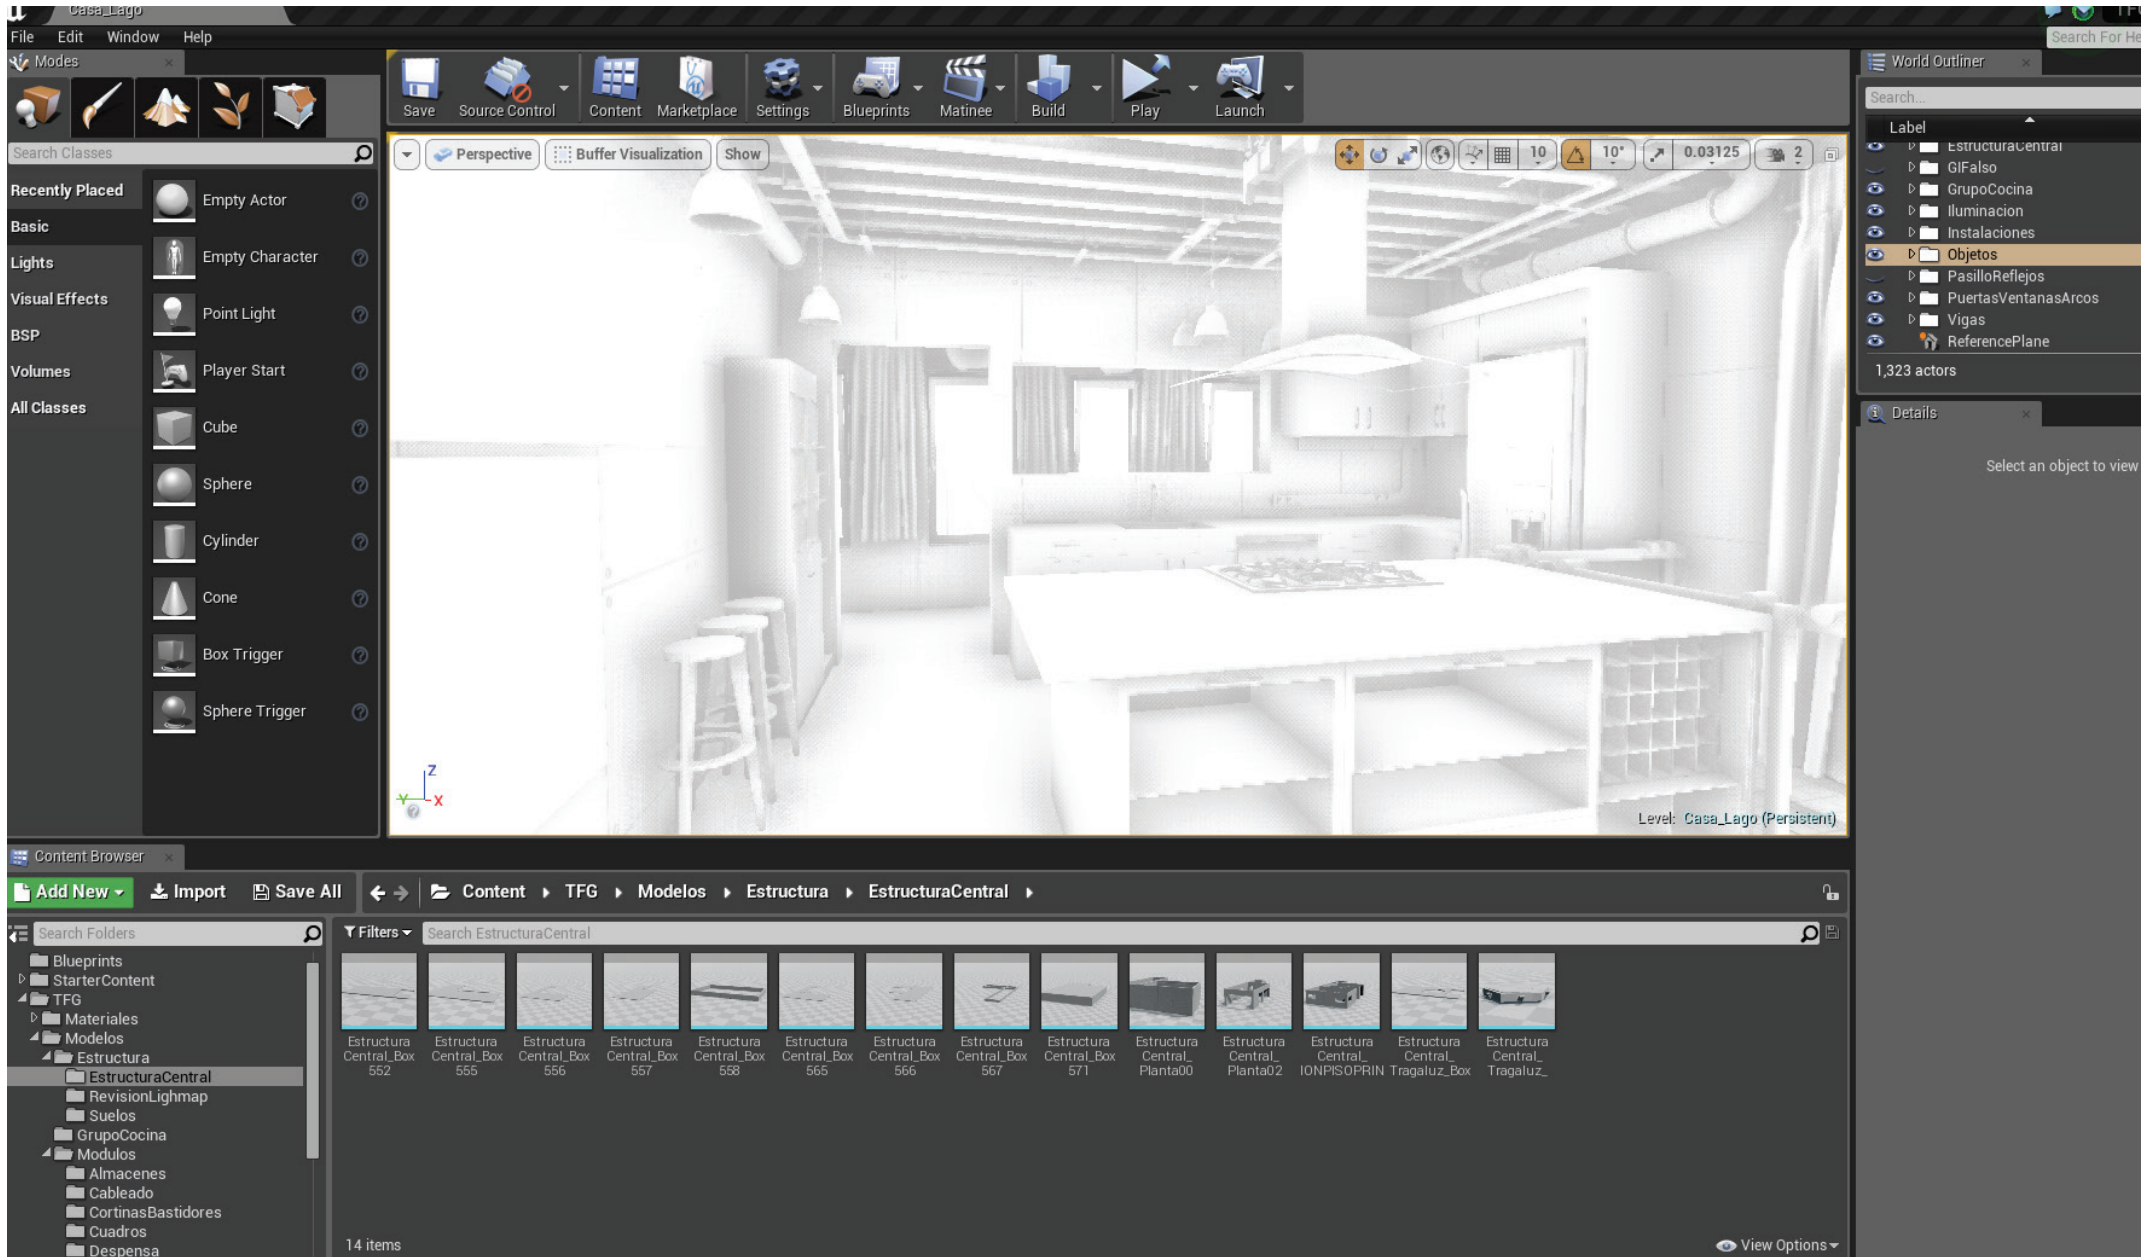 Casa_Lago
File Edit Window Help
Search For He
Modes
Search Classes
Recently Placed
Basic
Lights
Visual Effects
BSP
Volumes
All Classes
Empty Actor
Empty Character
Point Light
Player Start
Cube
Sphere
Cylinder
Cone
Box Trigger
Sphere Trigger
Save Source Control Content Marketplace Settings Blueprints Matinee Build Play Launch
Perspective Buffer Visualization Show
10 10° 0.03125 2
Z
Y X
Level: Casa_Lago (Persistent)
World Outliner
Search...
Label
EstructuraCentral
GIFalso
GrupoCocina
Iluminacion
Instalaciones
Objetos
PasilloReflejos
PuertasVentanasArcos
Vigas
ReferencePlane
1,323 actors
Details
Select an object to view
Content Browser
Add New Import Save All Content TFG Modelos Estructura EstructuraCentral
Search Folders
Blueprints
StarterContent
TFG
Materiales
Modelos
Estructura
EstructuraCentral
RevisionLighmap
Suelos
GrupoCocina
Modulos
Almacenes
Cableado
CortinasBastidores
Cuadros
Despensa
Filters Search EstructuraCentral
Estructura
Central_Box
552
Estructura
Central_Box
555
Estructura
Central_Box
556
Estructura
Central_Box
557
Estructura
Central_Box
558
Estructura
Central_Box
565
Estructura
Central_Box
566
Estructura
Central_Box
567
Estructura
Central_Box
571
Estructura
Central_
Planta00
Estructura
Central_
Planta02
Estructura
Central_
IONPISOPRIN
Estructura
Central_
Tragaluz_Box
Estructura
Central_
Tragaluz_
14 items
View Options